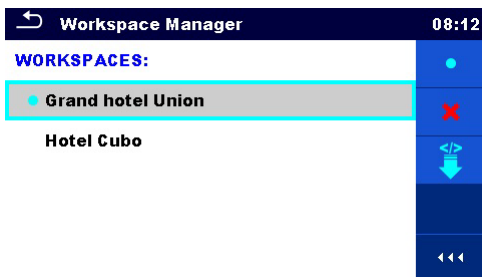 Workspace Manager 08:12
WORKSPACES:
Grand hotel Union
Hotel Cubo
</>